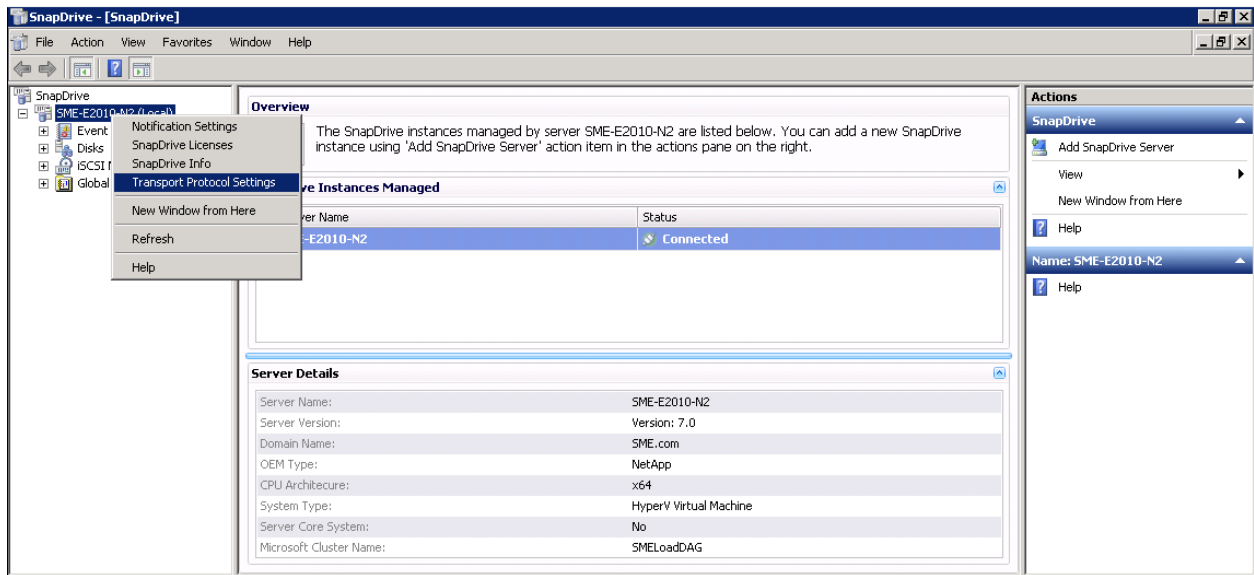 SnapDrive - [SnapDrive]
File Action View Favorites Window Help
SnapDrive
SME-E2010-N2 (Local)
Event
Disks
iSCSI
Global
Notification Settings
SnapDrive Licenses
SnapDrive Info
Transport Protocol Settings
New Window from Here
Refresh
Help
Overview
The SnapDrive instances managed by server SME-E2010-N2 are listed below. You can add a new SnapDrive
instance using 'Add SnapDrive Server' action item in the actions pane on the right.
ve Instances Managed
ver Name Status
-E2010-N2 Connected
Server Details
Server Name: SME-E2010-N2
Server Version: Version: 7.0
Domain Name: SME.com
OEM Type: NetApp
CPU Architecure: x64
System Type: HyperV Virtual Machine
Server Core System: No
Microsoft Cluster Name: SMELoadDAG
Actions
SnapDrive
Add SnapDrive Server
View
New Window from Here
Help
Name: SME-E2010-N2
Help